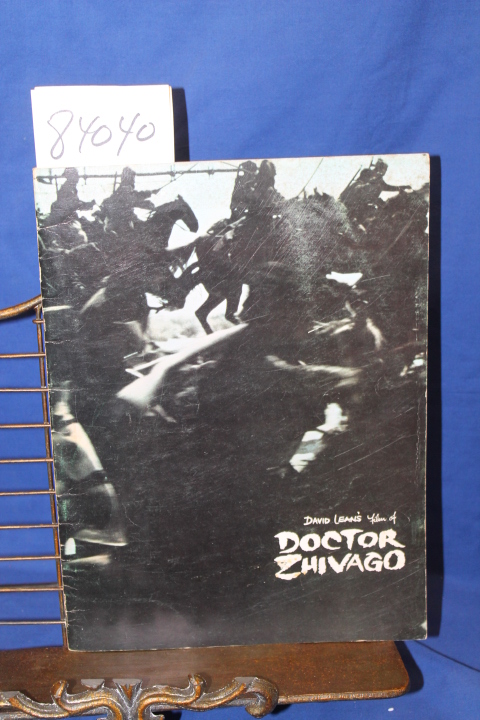 84040
DAVID LEAN'S film of
DOCTOR
ZHIVAGO